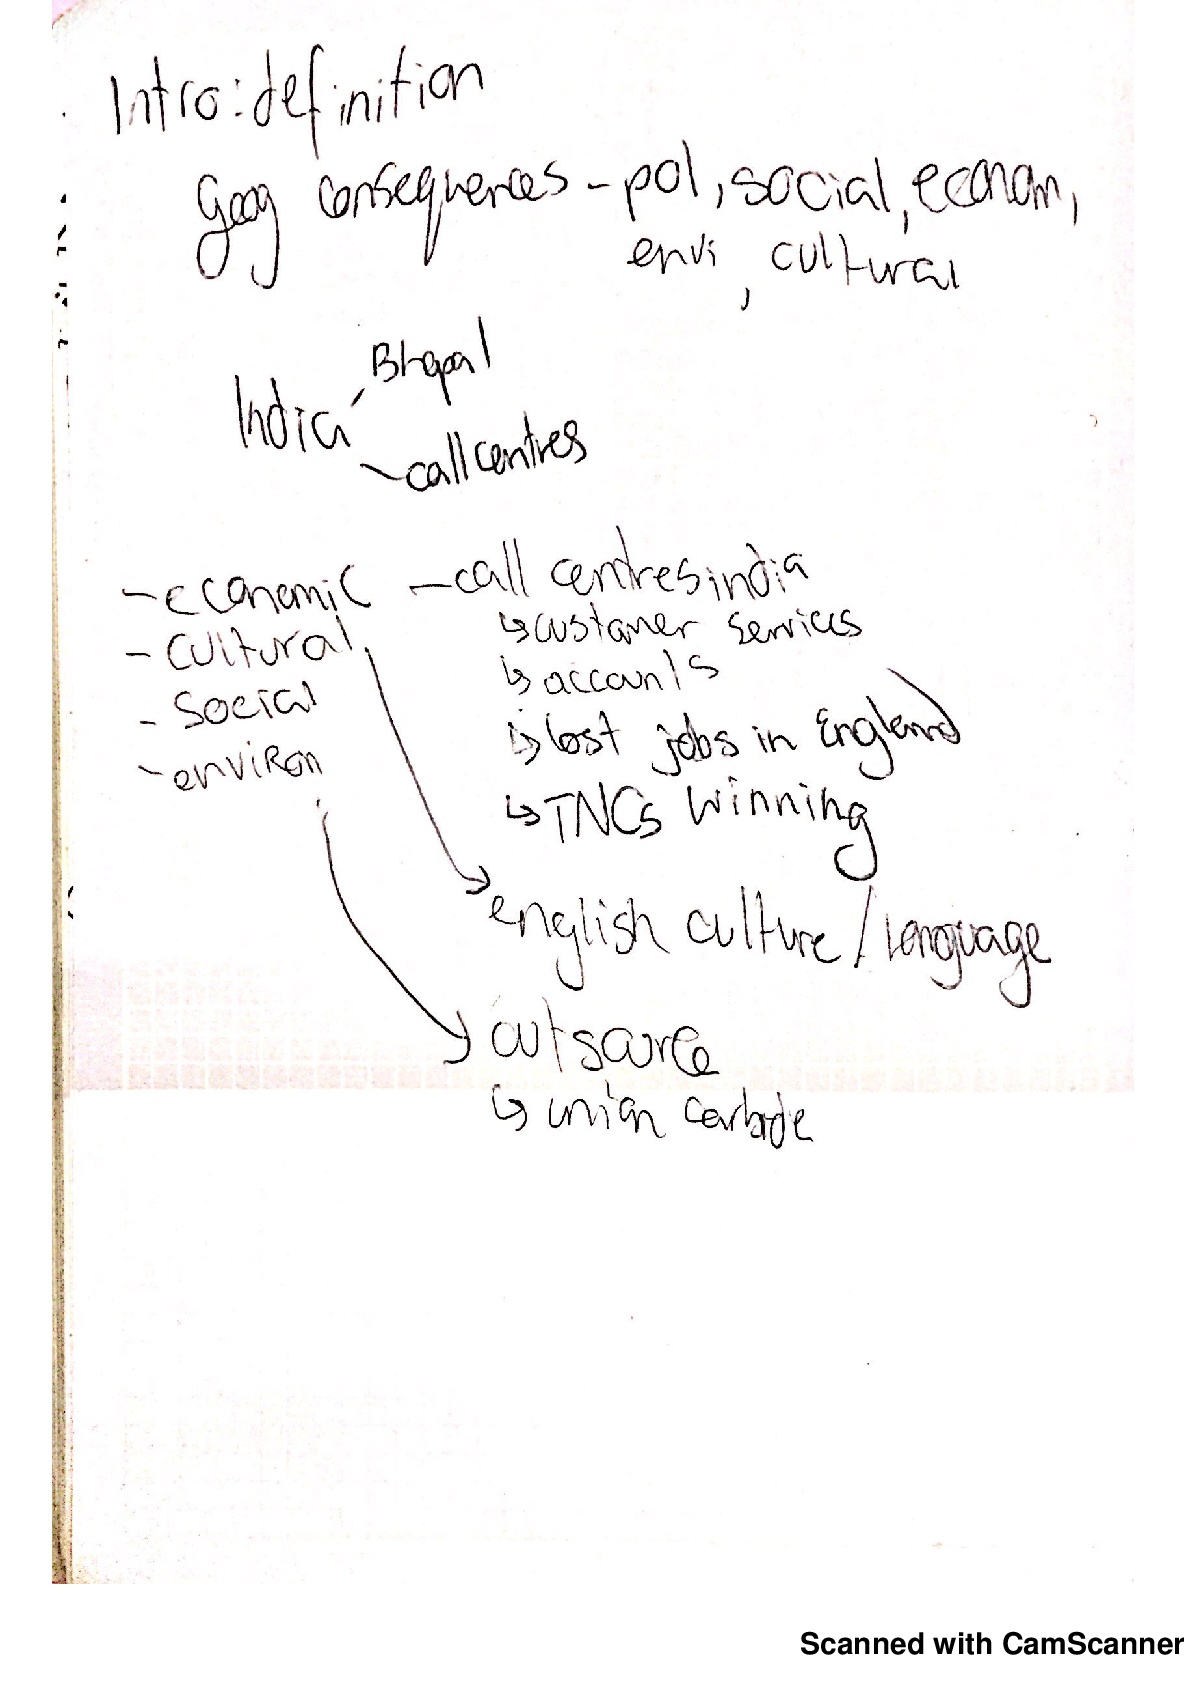 Intro: definition
Geog consequences - pol, social, econom,
envi, cultural
Bhopal
India
call centres
- economic - call centres india
↳ customer services
- cultural
↳ accounts
- social
↳ lost jobs in England
- environ
↳ TNCs winning
english culture / language
outsource
↳ union carbide
Scanned with CamScanner